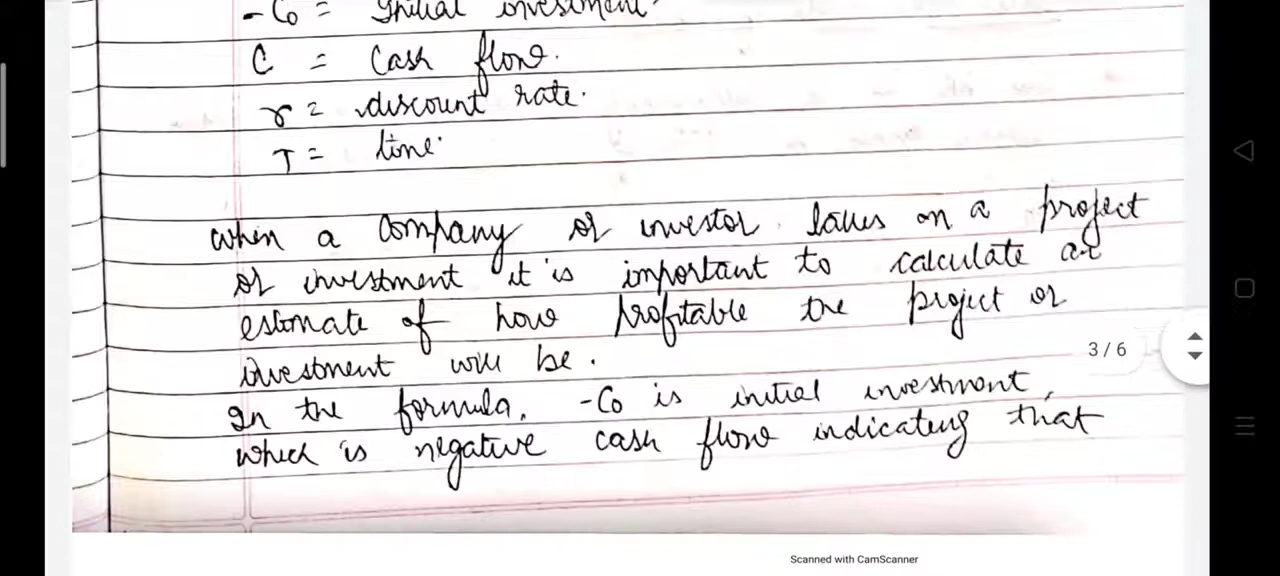 -Co = Initial investment.
C = Cash flow.
r = discount rate.
T = time.
When a company or investor takes on a project
or investment it is important to calculate an
estimate of how profitable the project or
investment will be.
3/6
In the formula, -Co is initial investment,
which is negative cash flow indicating that
Scanned with CamScanner